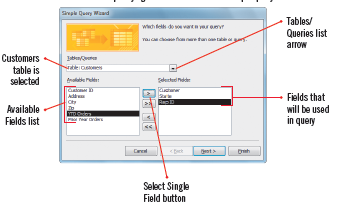 Simple Query Wizard
Which fields do you want in your query?
You can choose from more than one table or query.
Tables/
Queries list
arrow
Customers
table is
selected
Tables/Queries
Table: Customers
Available Fields:
Selected Fields:
Customer ID
Address
City
Zip
YTD Orders
Prior Year Orders
>
>>
<
<<
Customer
State
Rep ID
Available
Fields list
Fields that
will be used
in query
Cancel
< Back
Next >
Finish
Select Single
Field button